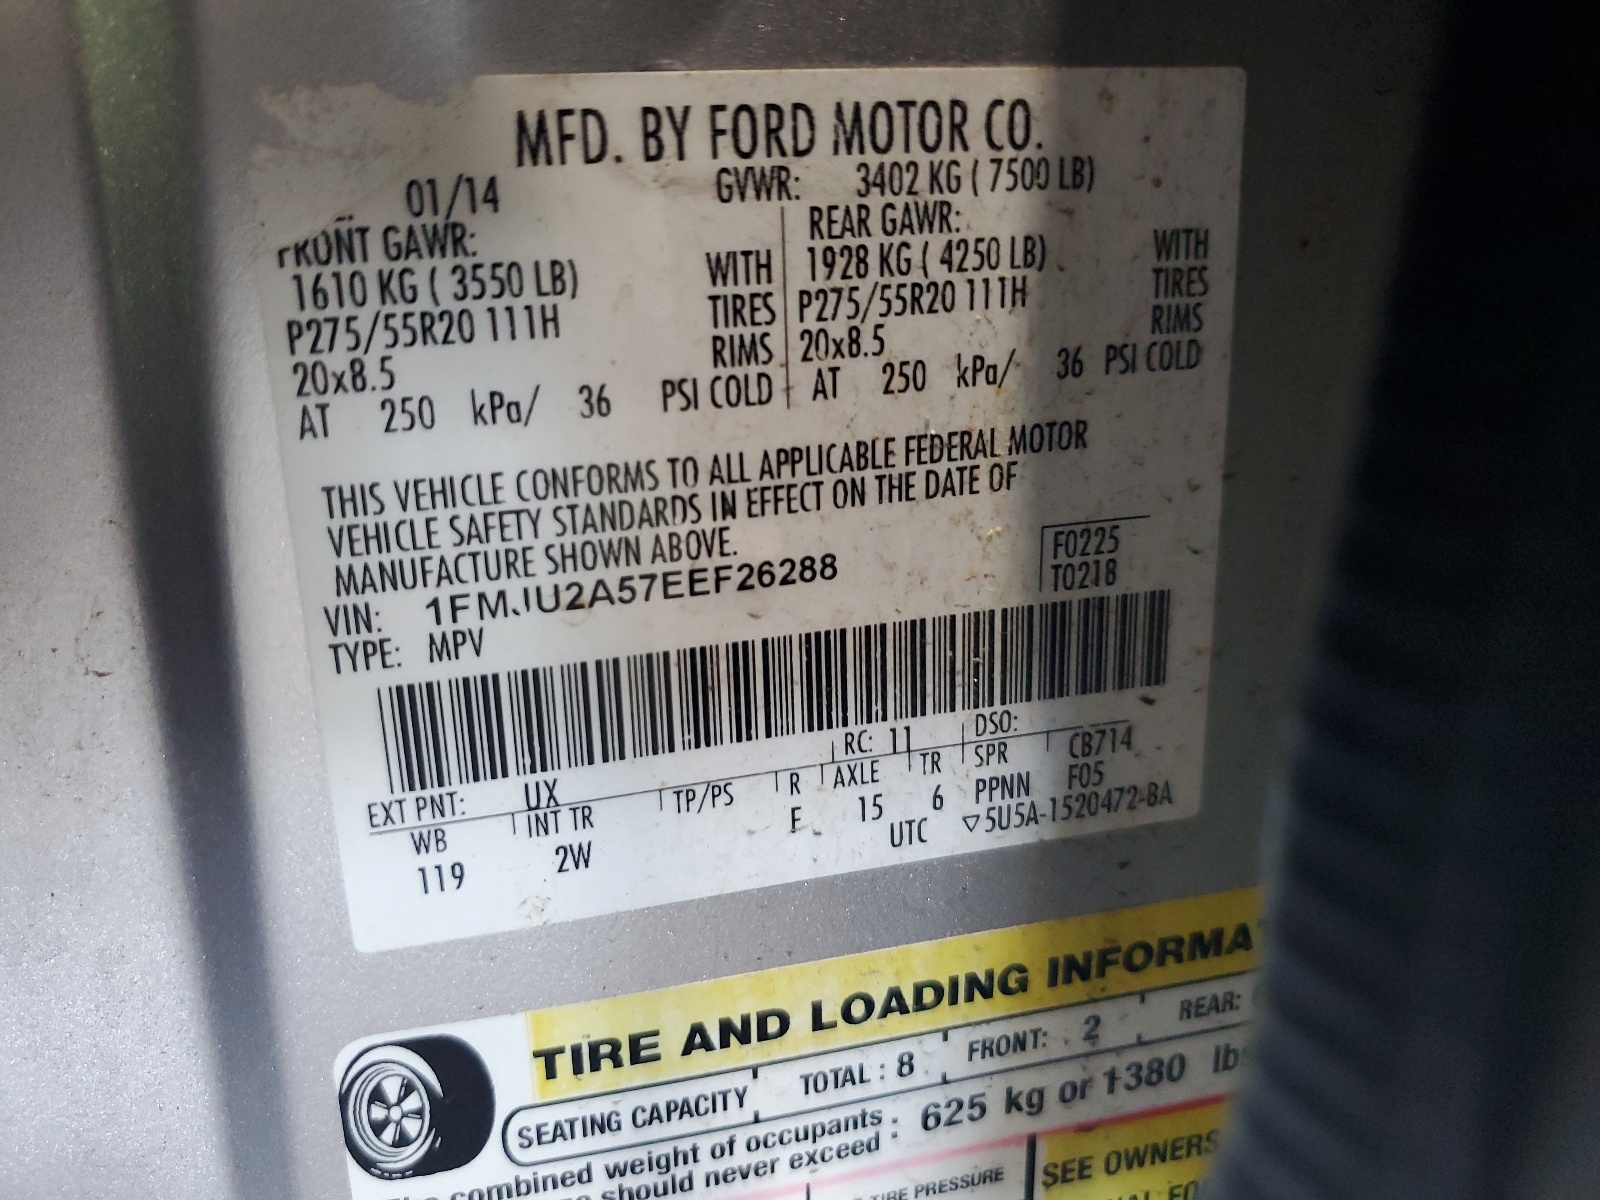 MFD. BY FORD MOTOR CO.
01/14 GVWR: 3402 KG ( 7500 LB)
FRONT GAWR: REAR GAWR:
1610 KG ( 3550 LB) WITH 1928 KG ( 4250 LB) WITH
P275/55R20 111H TIRES P275/55R20 111H TIRES
20x8.5 RIMS 20x8.5 RIMS
AT 250 kPa/ 36 PSI COLD AT 250 kPa/ 36 PSI COLD
THIS VEHICLE CONFORMS TO ALL APPLICABLE FEDERAL MOTOR
VEHICLE SAFETY STANDARDS IN EFFECT ON THE DATE OF
MANUFACTURE SHOWN ABOVE.
VIN: 1FMJU2A57EEF26288 F0225
TYPE: MPV T0218
EXT PNT: UX RC: 11 DSO:
WB INT TR TP/PS R AXLE TR SPR CB714
119 2W E 15 6 PPNN F05
UTC ▽5U5A-1520472-BA
TIRE AND LOADING INFORMA
SEATING CAPACITY TOTAL : 8 FRONT: 2 REAR:
combined weight of occupants : 625 kg or 1380 lbs
should never exceed
TIRE PRESSURE SEE OWNERS